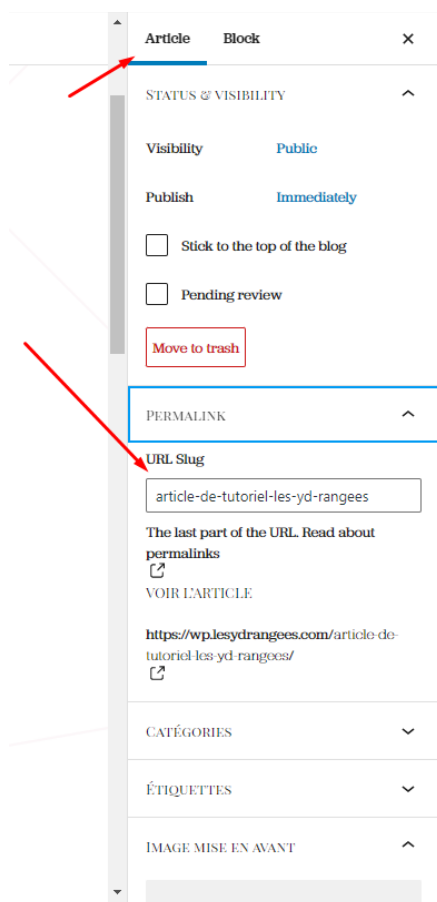 Article Block
Status & visibility
Visibility Public
Publish Immediately
Stick to the top of the blog
Pending review
Move to trash
Permalink
URL Slug
article-de-tutoriel-les-yd-rangees
The last part of the URL. Read about
permalinks
VOIR L'ARTICLE
https://wp.lesydrangees.com/article-de-
tutoriel-les-yd-rangees/
Catégories
Étiquettes
Image mise en avant